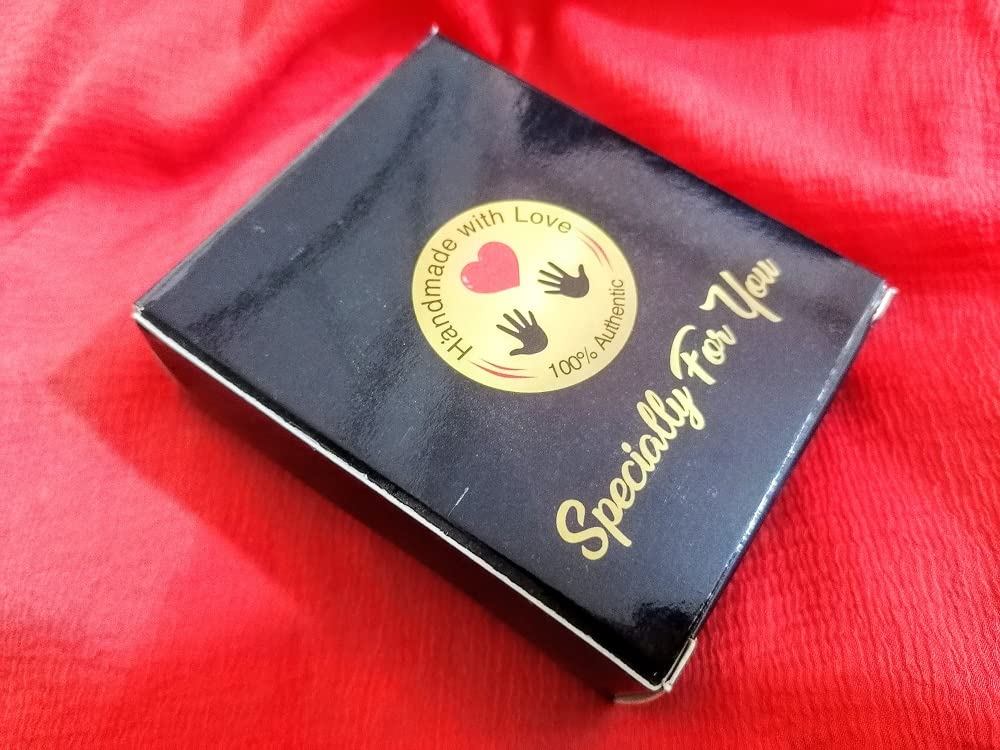 Handmade with Love
100% Authentic
Specially For You